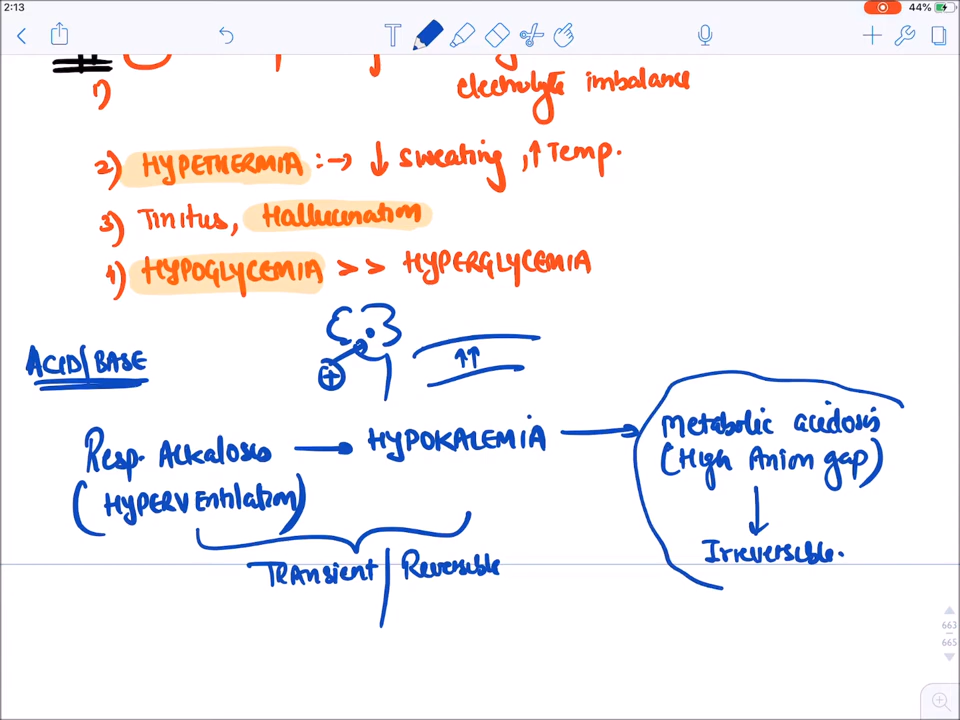 2:13
44%
T
1)
electrolyte imbalance
2) HYPETHERMIA :→ ↓ Sweating, ↑ Temp.
3) Tinitus, Hallucination
4) HYPOGLYCEMIA >> HYPERGLYCEMIA
+
↑↑
ACID/BASE
Resp. Alkalosis → HYPOKALEMIA → Metabolic acidosis
(HYPERVEntilation)
(High Anion gap)
↓
Irreversible.
TRAnsient | Reversible
663
665